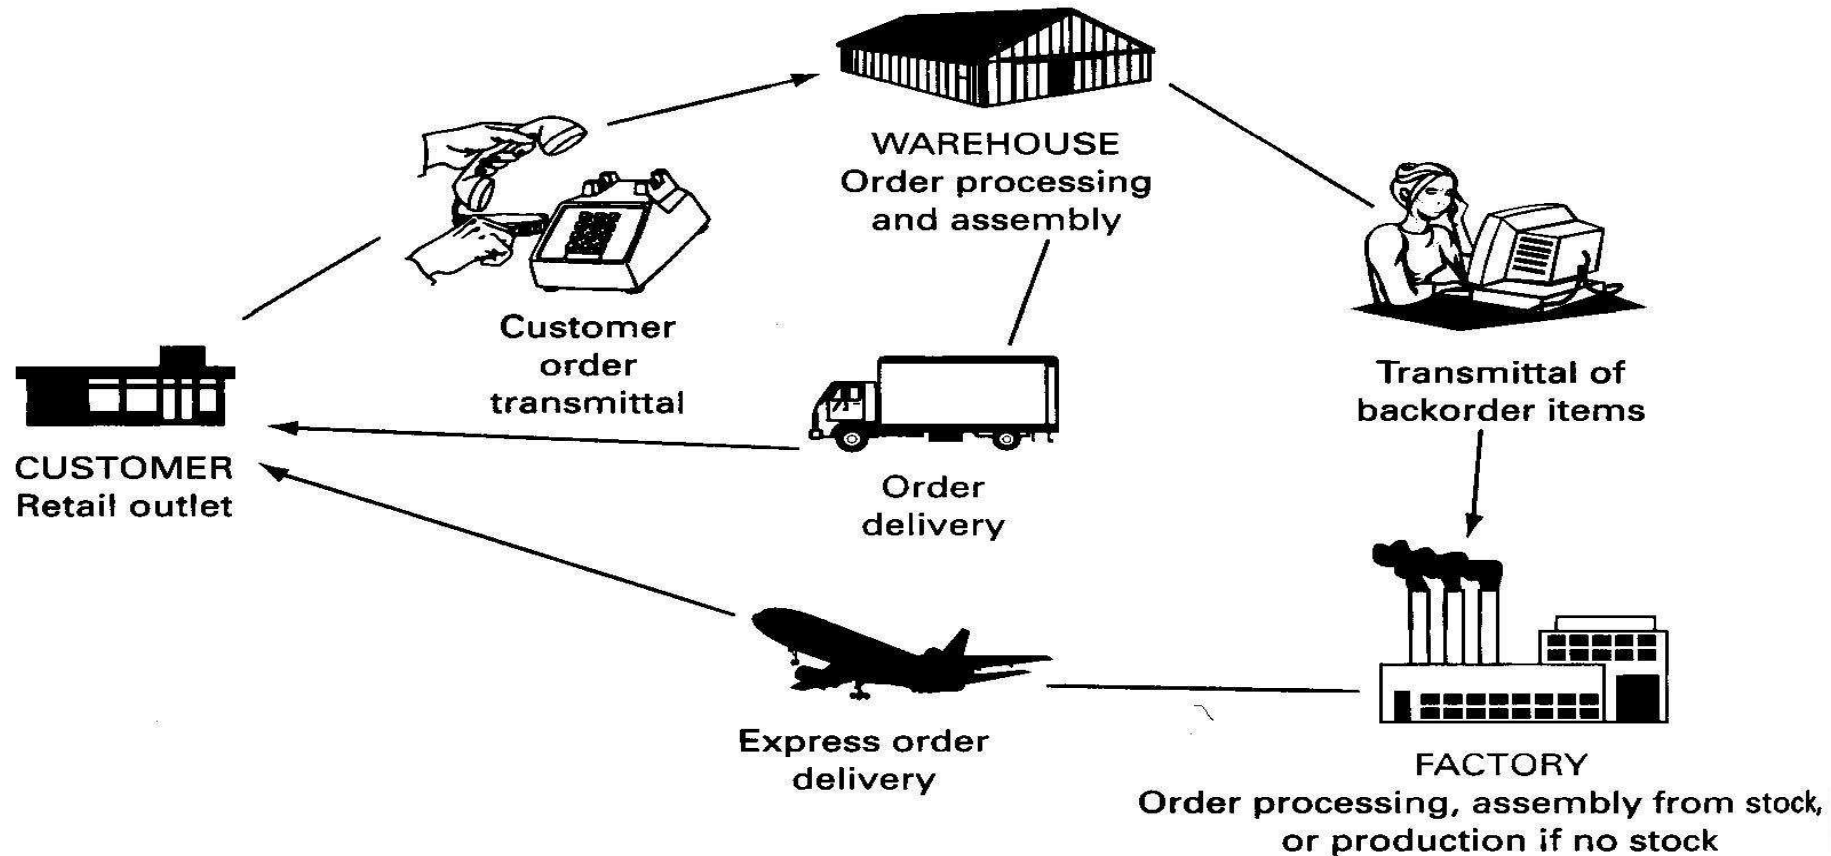 WAREHOUSE
Order processing
and assembly
Customer
order
transmittal
Transmittal of
backorder items
CUSTOMER
Retail outlet
Order
delivery
Express order
delivery
FACTORY
Order processing, assembly from stock,
or production if no stock